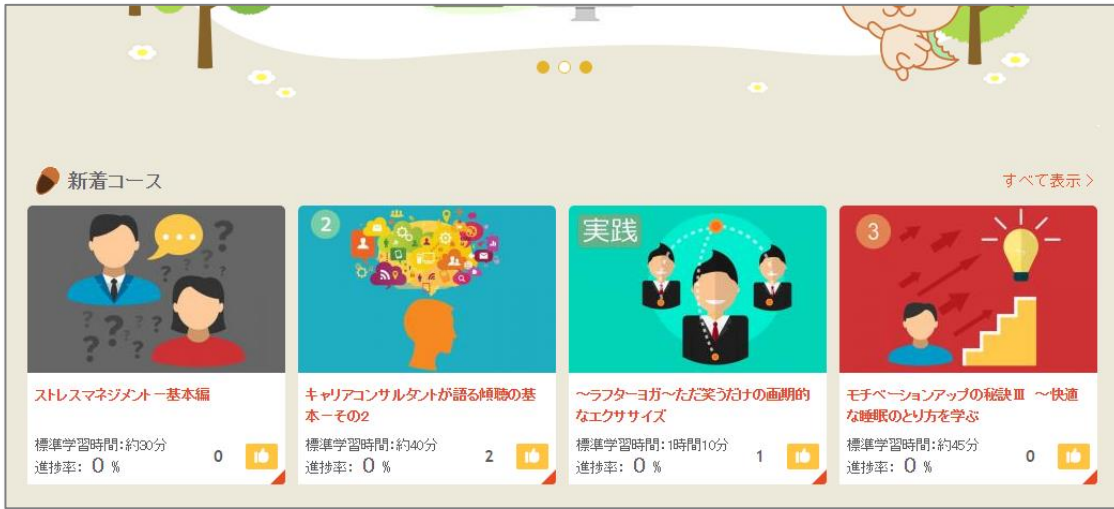 新着コース
すべて表示 >
ストレスマネジメントー基本編
標準学習時間：約30分
進捗率： 0 %
0
2
キャリアコンサルタントが語る傾聴の基
本－その2
標準学習時間：約40分
進捗率： 0 %
2
実践
～ラフターヨガ～ただ笑うだけの画期的
なエクササイズ
標準学習時間：1時間10分
進捗率： 0 %
1
3
モチベーションアップの秘訣Ⅲ ～快適
な睡眠のとり方を学ぶ
標準学習時間：約45分
進捗率： 0 %
0